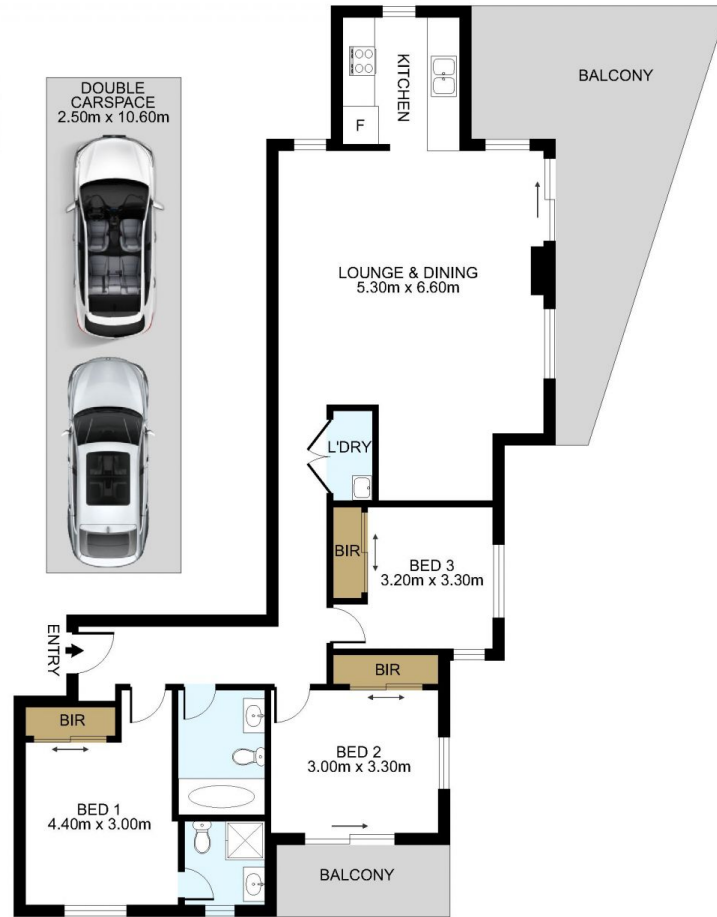 DOUBLE
CARSPACE
2.50m x 10.60m
KITCHEN
F
BALCONY
LOUNGE & DINING
5.30m x 6.60m
L'DRY
BIR
BED 3
3.20m x 3.30m
ENTRY
BIR
BIR
BED 2
3.00m x 3.30m
BED 1
4.40m x 3.00m
BALCONY